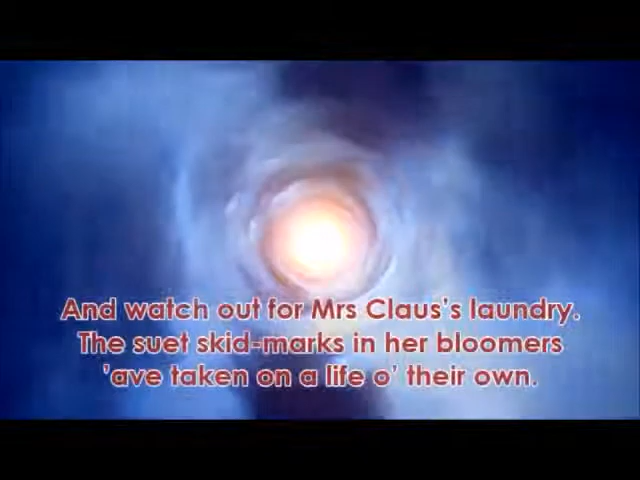 And watch out for Mrs Claus's laundry.
The suet skid-marks in her bloomers
'ave taken on a life o' their own.